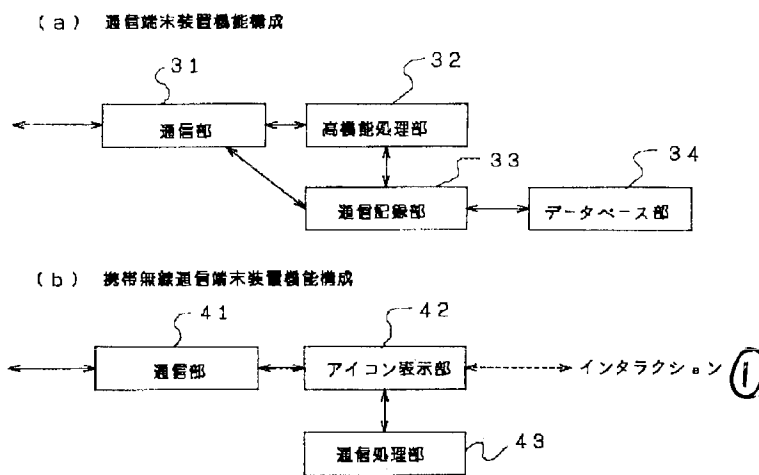 (a) 通信端末装置機能構成
31 32
通信部 高機能処理部
33 34
通信記録部 データベース部
(b) 携帯無線通信端末装置機能構成
41 42
通信部 アイコン表示部 インタラクションa ①
通信処理部 43